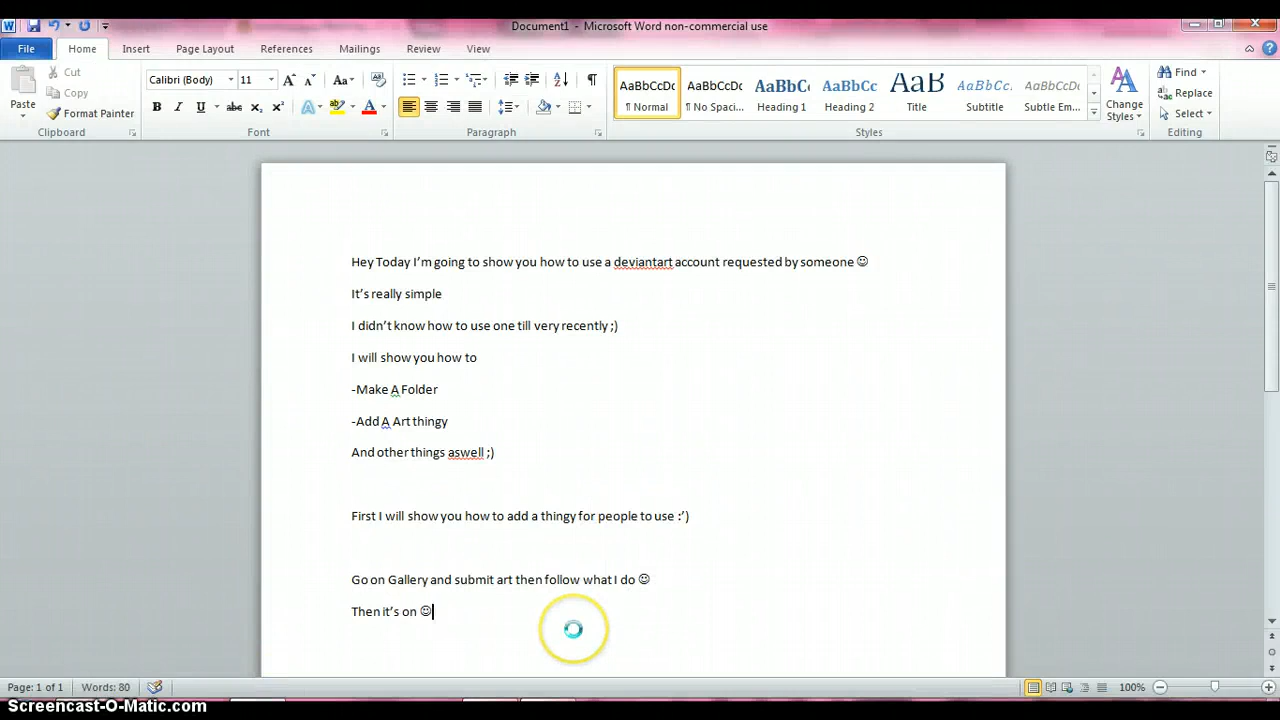 Document1 - Microsoft Word non-commercial use
File Home Insert Page Layout References Mailings Review View
Cut
Copy
Format Painter
Paste
Clipboard
Calibri (Body) 11
Font
Paragraph
AaBbCcDc AaBbCcDc AaBbCc AaBbCc AaB AaBbCc. AaBbCcDc
¶ Normal ¶ No Spaci... Heading 1 Heading 2 Title Subtitle Subtle Em...
Styles
Change Styles
Find
Replace
Select
Editing
Hey Today I'm going to show you how to use a deviantart account requested by someone ☺
It's really simple
I didn't know how to use one till very recently ;)
I will show you how to
-Make A Folder
-Add A Art thingy
And other things aswell ;)
First I will show you how to add a thingy for people to use :')
Go on Gallery and submit art then follow what I do ☺
Then it's on ☺
Page: 1 of 1 Words: 80 100%
Screencast-O-Matic.com